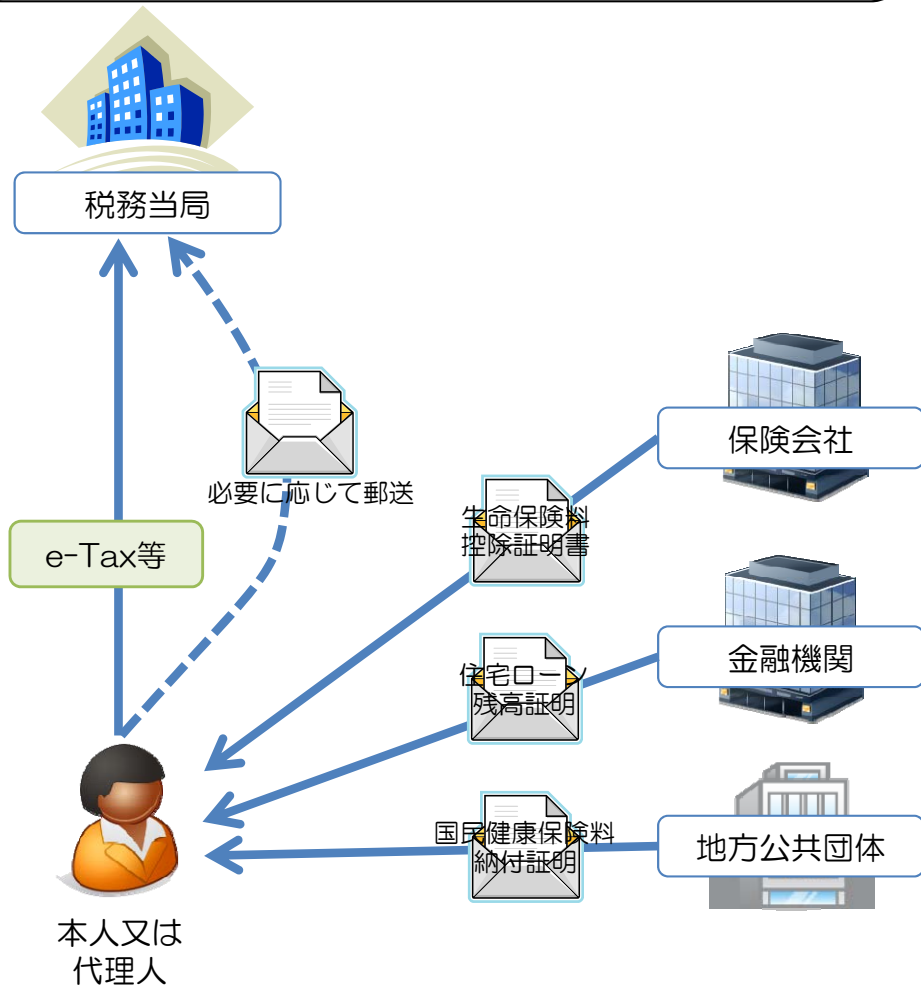 税務当局
必要に応じて郵送
e-Tax等
保険会社
生命保険料
控除証明書
金融機関
住宅ローン
残高証明
地方公共団体
国民健康保険料
納付証明
本人又は
代理人